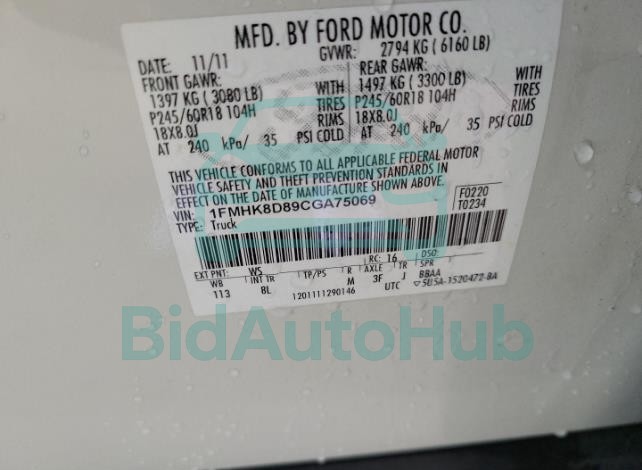 MFD. BY FORD MOTOR CO.
DATE: 11/11 GVWR: 2794 KG ( 6160 LB)
FRONT GAWR: REAR GAWR:
1397 KG ( 3080 LB) WITH 1497 KG ( 3300 LB) WITH
P245/60R18 104H TIRES P245/60R18 104H TIRES
18X8.0J RIMS 18X8.0J RIMS
AT 240 kPa/ 35 PSI COLD AT 240 kPa/ 35 PSI COLD
THIS VEHICLE CONFORMS TO ALL APPLICABLE FEDERAL MOTOR
VEHICLE SAFETY AND THEFT PREVENTION STANDARDS IN
EFFECT ON THE DATE OF MANUFACTURE SHOWN ABOVE.
VIN: 1FMHK8D89CGA75069 F0220
TYPE: Truck T0234
EXT PNT: WS RC: 16 DSO:
WB INT TR TP/PS R AXLE TR SPR
113 8L M 3F J BBAA
1201111290146 UTC ▽5U5A-1520472-BA
BidAutoHub